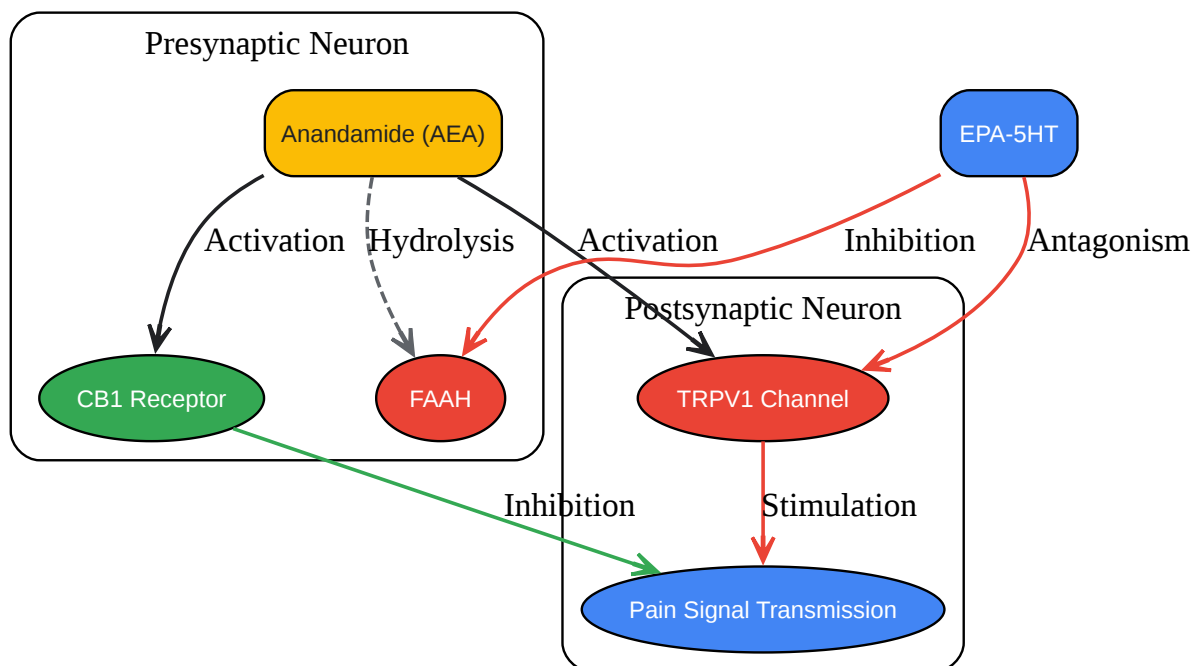 Presynaptic Neuron
Anandamide (AEA)
EPA-5HT
Activation
Hydrolysis
Activation
Inhibition
Antagonism
Postsynaptic Neuron
CB1 Receptor
FAAH
TRPV1 Channel
Inhibition
Stimulation
Pain Signal Transmission